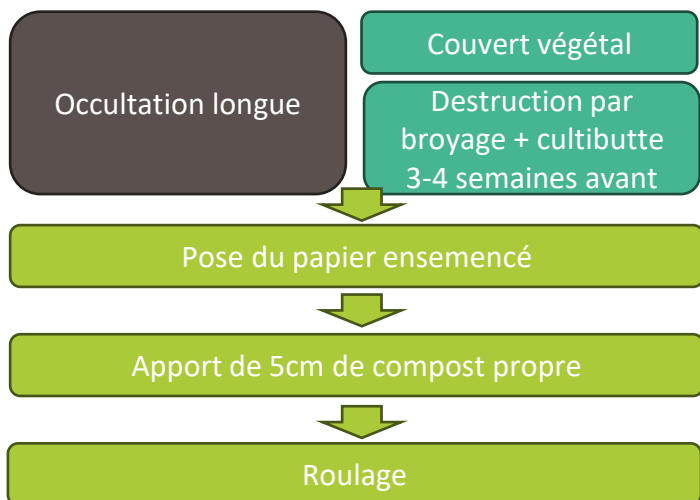 Occultation longue
Couvert végétal
Destruction par
broyage + cultibutte
3-4 semaines avant
Pose du papier ensemencé
Apport de 5cm de compost propre
Roulage